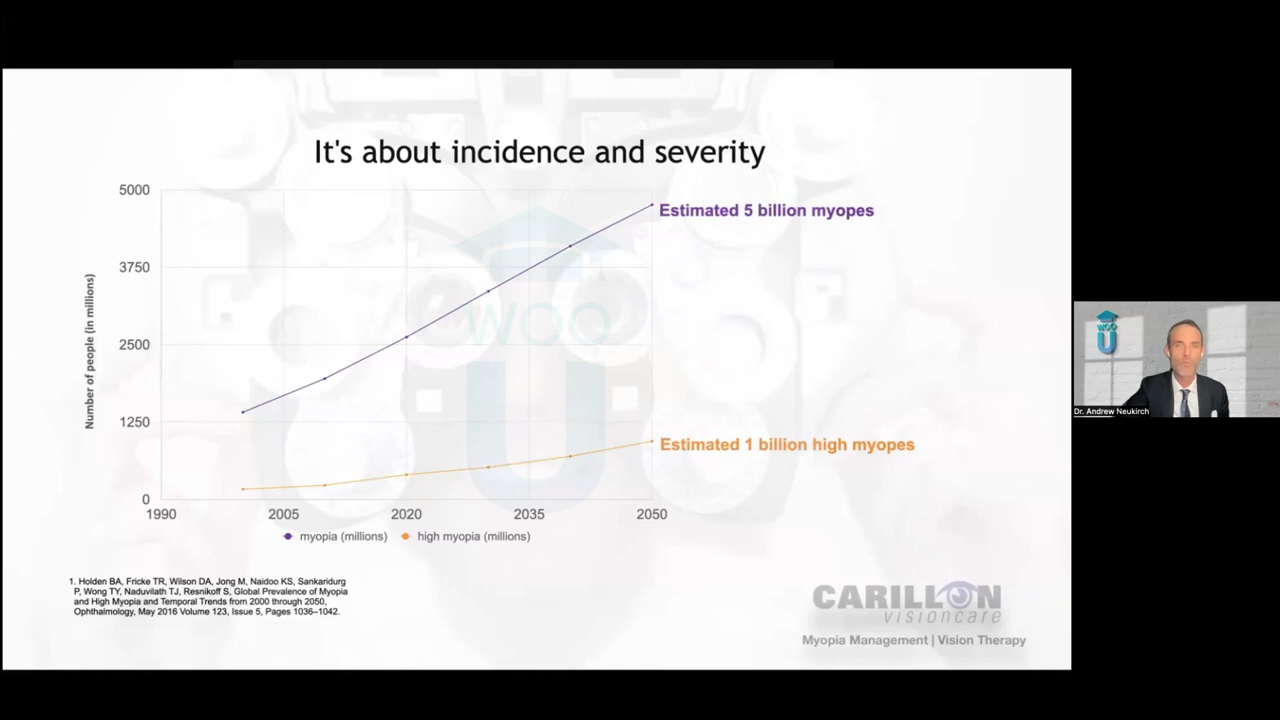 It's about incidence and severity
5000
3750
2500
1250
0
Number of people (in millions)
1990
2005
2020
2035
2050
Estimated 5 billion myopes
Estimated 1 billion high myopes
myopia (millions)
high myopia (millions)
WOO
U
1. Holden BA, Fricke TR, Wilson DA, Jong M, Naidoo KS, Sankaridurg
P, Wong TY, Naduvilath TJ, Resnikoff S, Global Prevalence of Myopia
and High Myopia and Temporal Trends from 2000 through 2050,
Ophthalmology, May 2016 Volume 123, Issue 5, Pages 1036–1042.
CARILLON
visioncare
Myopia Management | Vision Therapy
WOO
U
Dr. Andrew Neukirch